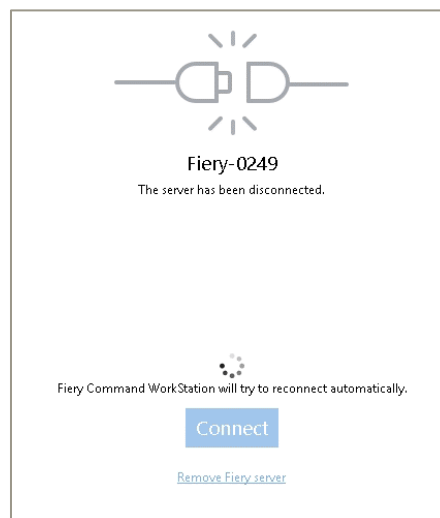 Fiery-0249
The server has been disconnected.
Fiery Command WorkStation will try to reconnect automatically.
Connect
Remove Fiery server